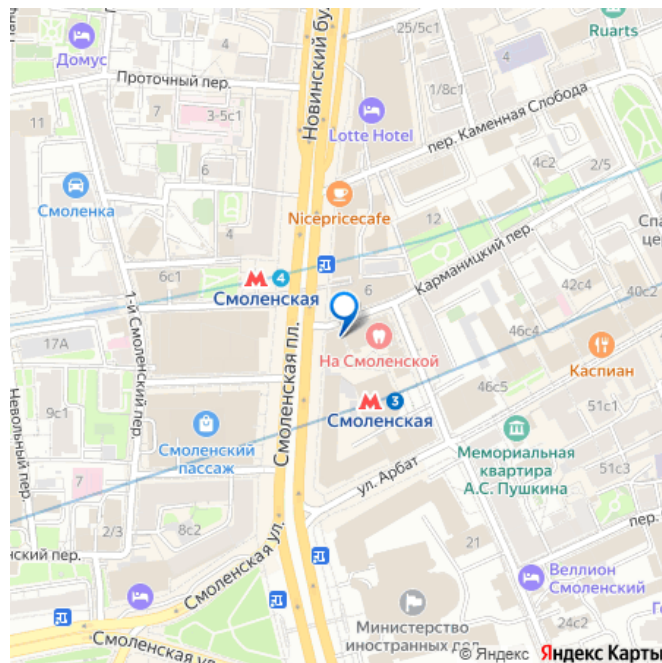 25/5с1
Ruarts
Домус
4
4
Проточный пер.
Новинский бул.
7
3-5с1
1/8с1
Lotte Hotel
11
пер. Каменная Слобода
6
4с2
2/5
Смоленка
Nicepricecafe
12
Карманицкий пер.
6с1
4
Смоленская
6
42с4
40с2
1-й Смоленский пер.
17А
На Смоленской
46с4
Каспиан
Смоленская пл.
3
Смоленская
46с5
51с1
9с1
Невольный пер.
Смоленский
пассаж
Мемориальная
квартира
А.С. Пушкина
51с3
7
ул. Арбат
2/3
8с2
пер.
нский пер.
21
Смоленская ул.
Веллион
Смоленский
24с2
Министерство
иностранных дел
Смоленская ул.
© Яндекс Яндекс Карты